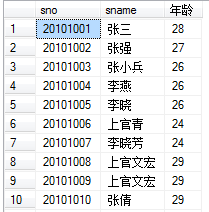 sno sname 年龄
1 20101001 张三 28
2 20101002 张强 27
3 20101003 张小兵 26
4 20101004 李燕 26
5 20101005 李晓 26
6 20101006 上官青 24
7 20101007 李晓芳 24
8 20101008 上官文宏 29
9 20101009 上官文宏 29
10 20101010 张倩 29